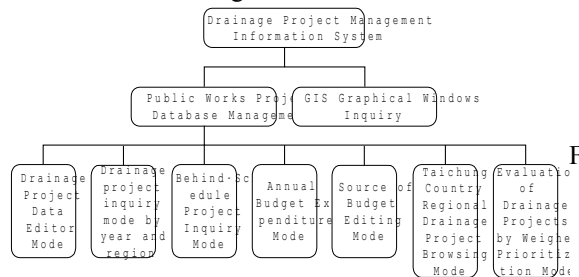 Drainage Project Management
Information System
Public Works Proj
Database Manageme
GIS Graphical Windows
Inquiry
Drainage
Project
Data
Editor
Mode
Drainage
project
inquiry
mode by
year and
region
Behind-Sc
edule
Project
Inquiry
Mode
Annual
Budget Ex
penditure
Mode
Source of
Budget
Editing
Mode
Taichung
Country
Regional
Drainage
Project
Browsing
Mode
Evaluatio
of
Drainage
Projects
by Weighe
Prioritiz
tion Mode
F